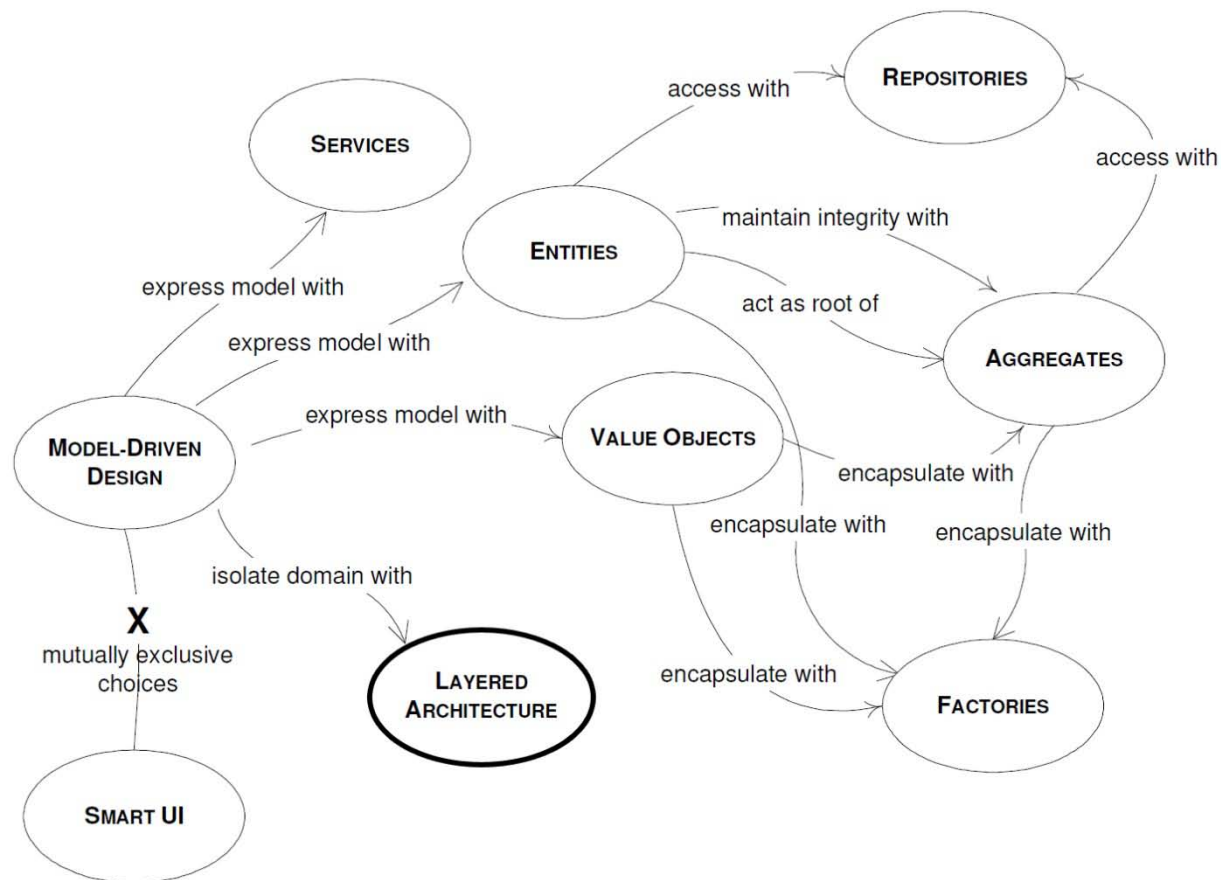 REPOSITORIES
access with
SERVICES
access with
maintain integrity with
ENTITIES
express model with
act as root of
express model with
AGGREGATES
express model with
VALUE OBJECTS
MODEL-DRIVEN
DESIGN
encapsulate with
encapsulate with
encapsulate with
isolate domain with
X
mutually exclusive
choices
encapsulate with
LAYERED
ARCHITECTURE
FACTORIES
SMART UI